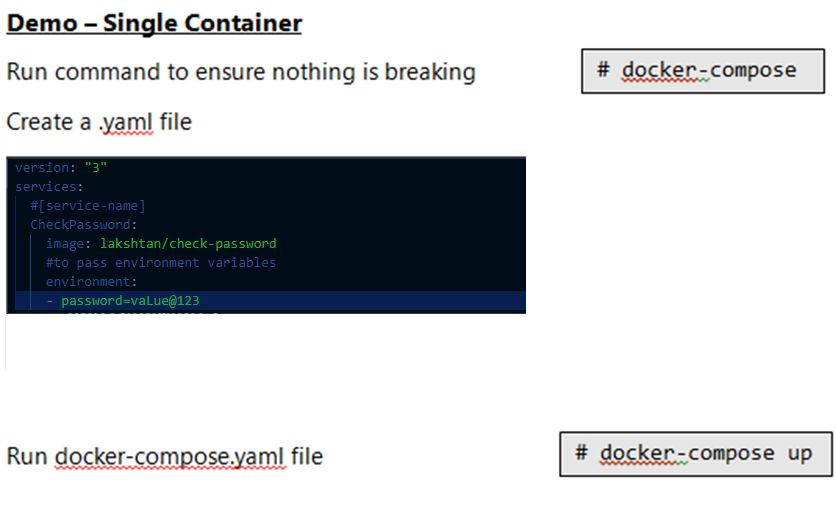 Demo – Single Container
Run command to ensure nothing is breaking
# docker-compose
Create a .yaml file
version: "3"
services:
#[service-name]
CheckPassword:
image: lakshtan/check-password
#to pass environment variables
environment:
- password=vaLue@123
Run docker-compose.yaml file
# docker-compose up